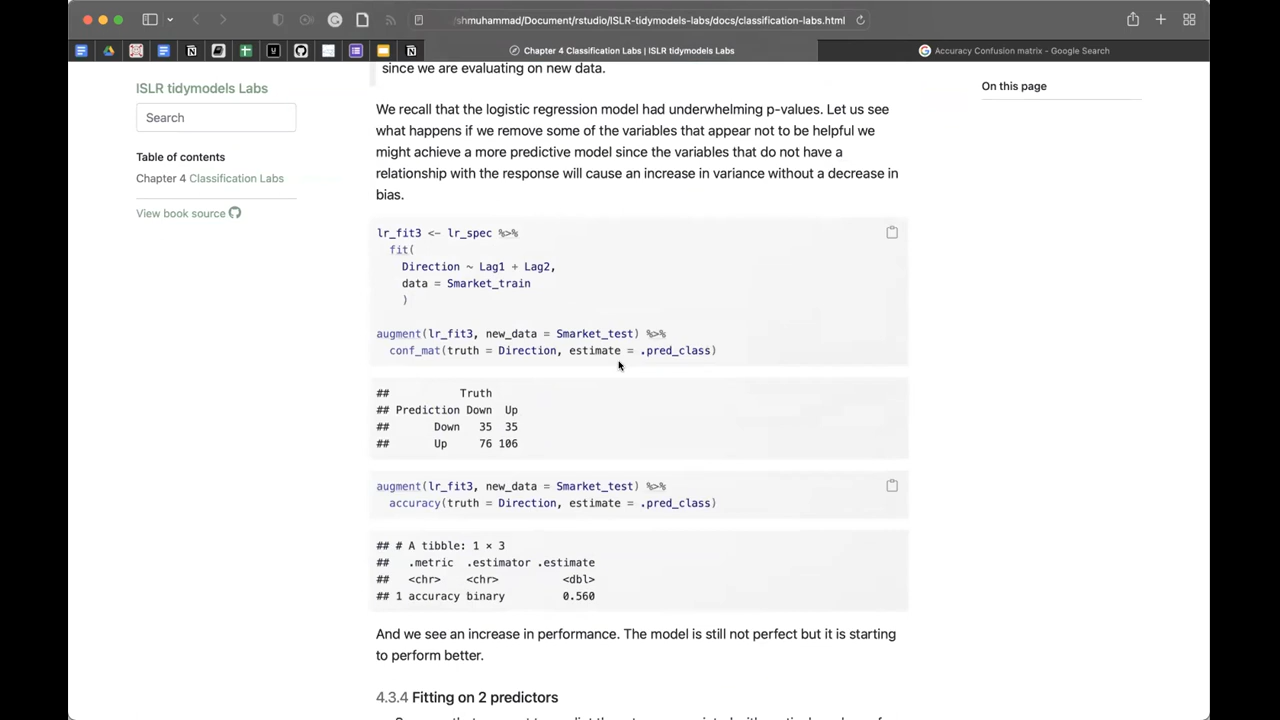 /shmuhammad/Document/rstudio/ISLR-tidymodels-labs/docs/classification-labs.html
Chapter 4 Classification Labs | ISLR tidymodels Labs
Accuracy Confusion matrix - Google Search
ISLR tidymodels Labs
Search
Table of contents
Chapter 4 Classification Labs
View book source
On this page
since we are evaluating on new data.
We recall that the logistic regression model had underwhelming p-values. Let us see
what happens if we remove some of the variables that appear not to be helpful we
might achieve a more predictive model since the variables that do not have a
relationship with the response will cause an increase in variance without a decrease in
bias.
lr_fit3 <- lr_spec %>%
fit(
Direction ~ Lag1 + Lag2,
data = Smarket_train
)
augment(lr_fit3, new_data = Smarket_test) %>%
conf_mat(truth = Direction, estimate = .pred_class)
## Truth
## Prediction Down Up
## Down 35 35
## Up 76 106
augment(lr_fit3, new_data = Smarket_test) %>%
accuracy(truth = Direction, estimate = .pred_class)
## # A tibble: 1 × 3
## .metric .estimator .estimate
## <chr> <chr> <dbl>
## 1 accuracy binary 0.560
And we see an increase in performance. The model is still not perfect but it is starting
to perform better.
4.3.4 Fitting on 2 predictors